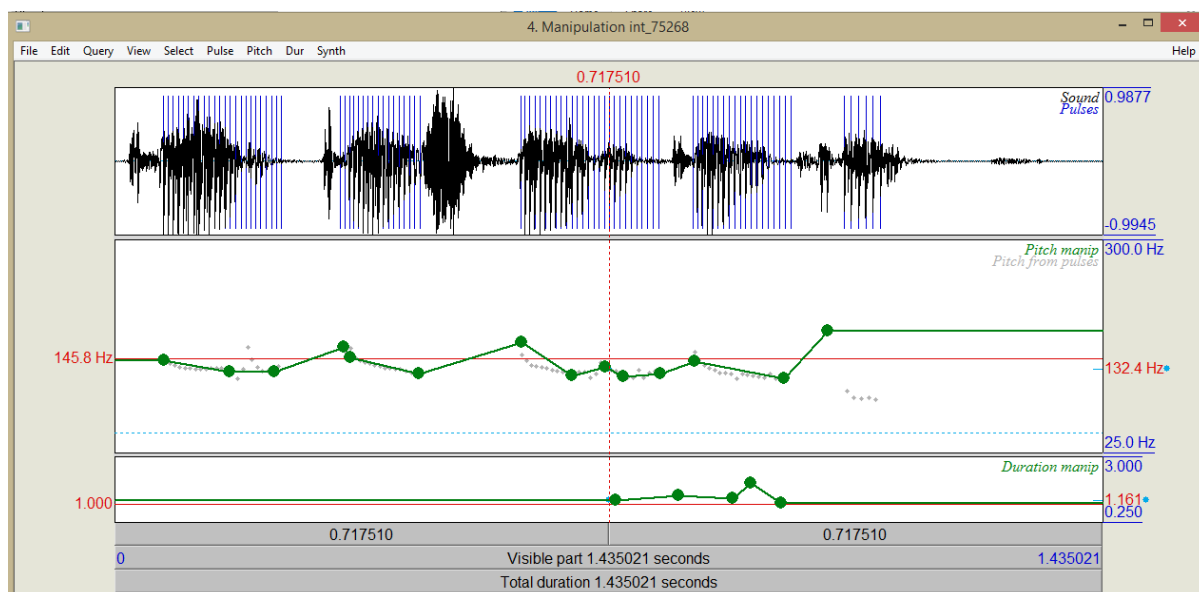 4. Manipulation int_75268
File Edit Query View Select Pulse Pitch Dur Synth Help
0.717510
Sound 0.9877
Pulses
-0.9945
Pitch manip 300.0 Hz
Pitch from pulses
145.8 Hz
132.4 Hz
25.0 Hz
Duration manip 3.000
1.000 1.161
0.250
0.717510 0.717510
0 Visible part 1.435021 seconds 1.435021
Total duration 1.435021 seconds